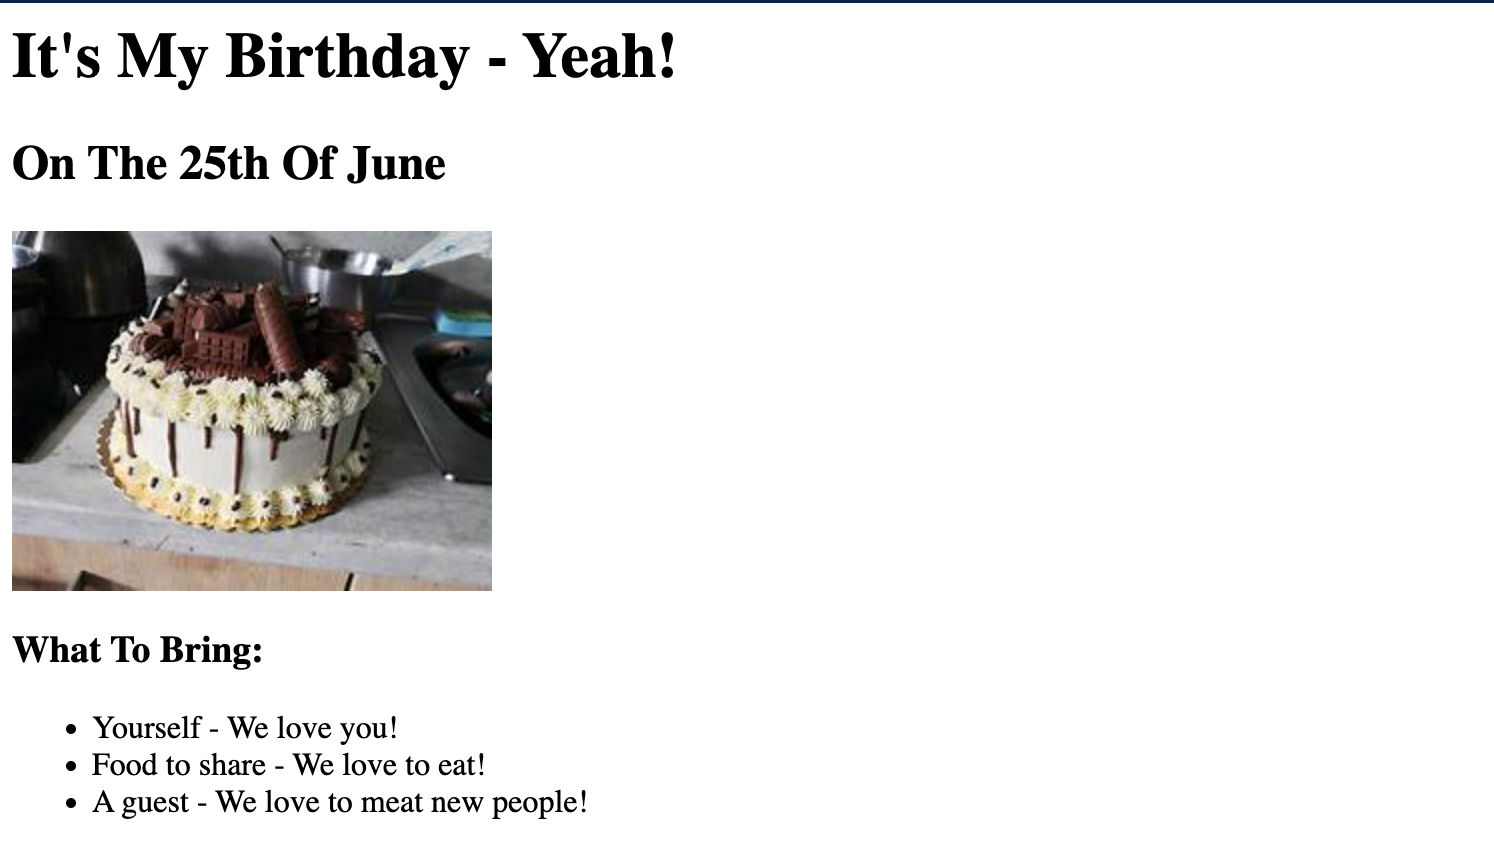 It's My Birthday - Yeah!
On The 25th Of June
What To Bring:
• Yourself - We love you!
• Food to share - We love to eat!
• A guest - We love to meat new people!